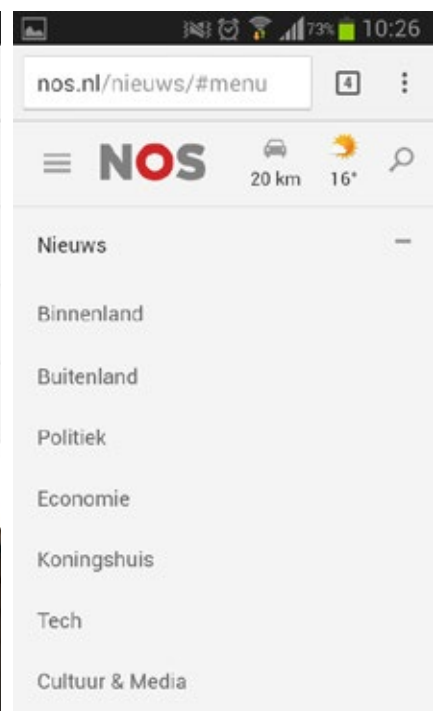 73% 10:26
nos.nl/nieuws/#menu 4
NOS 20 km 16°
Nieuws
Binnenland
Buitenland
Politiek
Economie
Koningshuis
Tech
Cultuur & Media